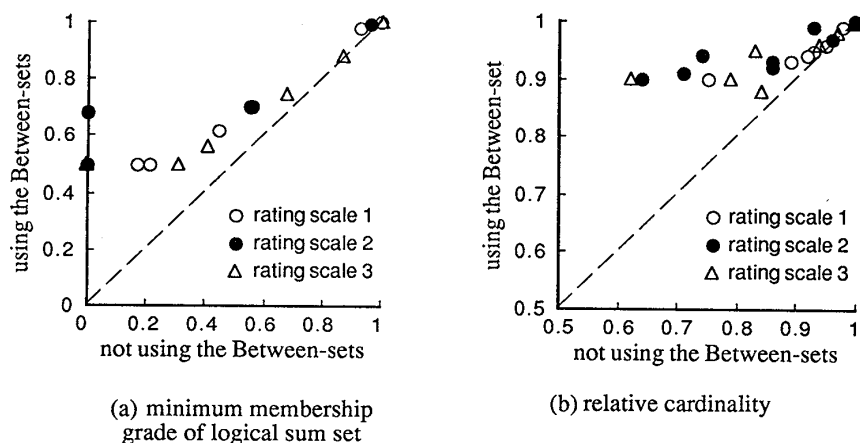 using the Between-sets
1
0.8
0.6
0.4
0.2
0
0 0.2 0.4 0.6 0.8 1
rating scale 1
rating scale 2
rating scale 3
not using the Between-sets
(a) minimum membership
grade of logical sum set
using the Between-set
1
0.9
0.8
0.7
0.6
0.5
0.5 0.6 0.7 0.8 0.9 1
rating scale 1
rating scale 2
rating scale 3
not using the Between-sets
(b) relative cardinality